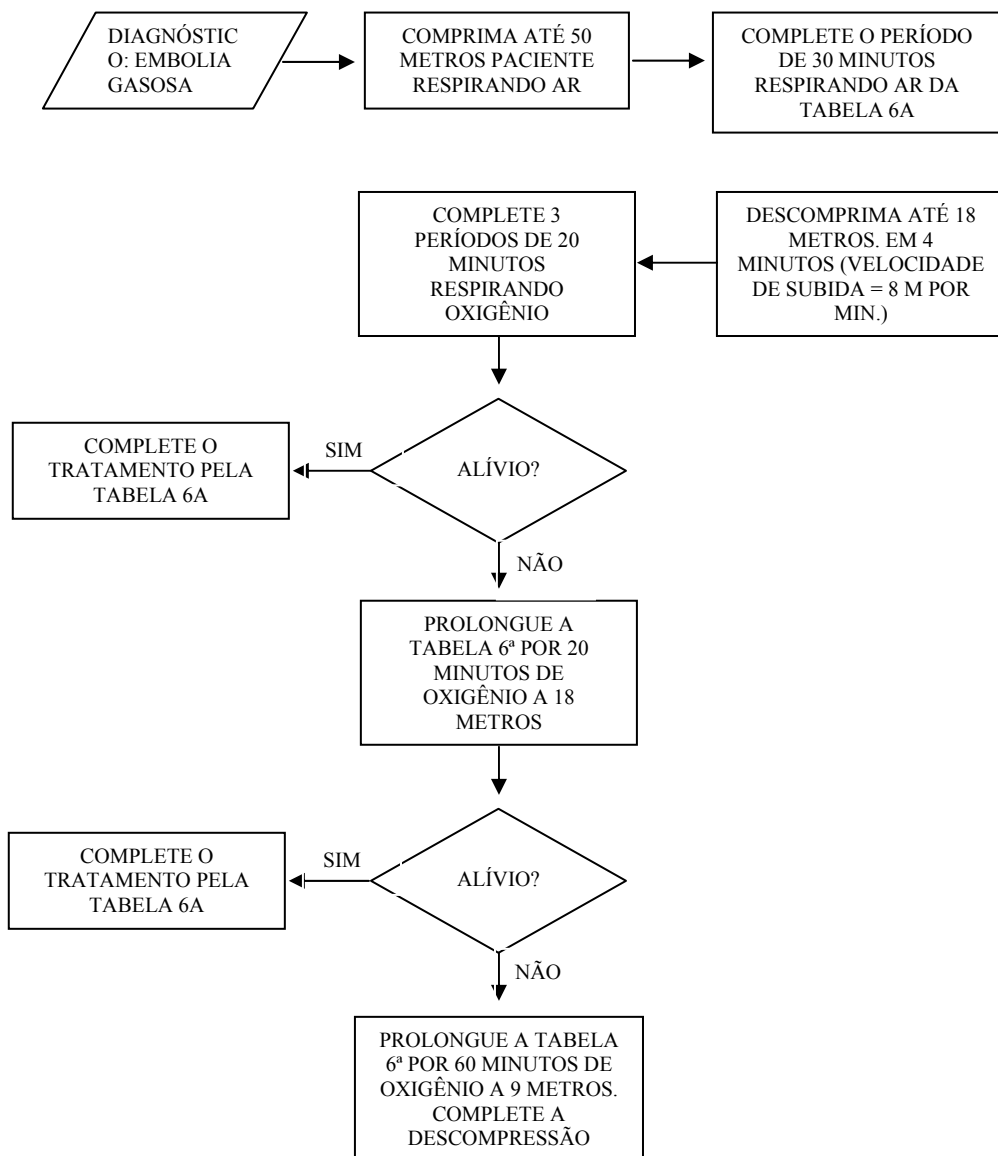 DIAGNÓSTIC
O: EMBOLIA
GASOSA
COMPRIMA ATÉ 50
METROS PACIENTE
RESPIRANDO AR
COMPLETE O PERÍODO
DE 30 MINUTOS
RESPIRANDO AR DA
TABELA 6A
DESCOMPRIMA ATÉ 18
METROS. EM 4
MINUTOS (VELOCIDADE
DE SUBIDA = 8 M POR
MIN.)
COMPLETE 3
PERÍODOS DE 20
MINUTOS
RESPIRANDO
OXIGÊNIO
ALÍVIO?
SIM
COMPLETE O
TRATAMENTO PELA
TABELA 6A
NÃO
PROLONGUE A
TABELA 6ª POR 20
MINUTOS DE
OXIGÊNIO A 18
METROS
ALÍVIO?
SIM
COMPLETE O
TRATAMENTO PELA
TABELA 6A
NÃO
PROLONGUE A TABELA
6ª POR 60 MINUTOS DE
OXIGÊNIO A 9 METROS.
COMPLETE A
DESCOMPRESSÃO